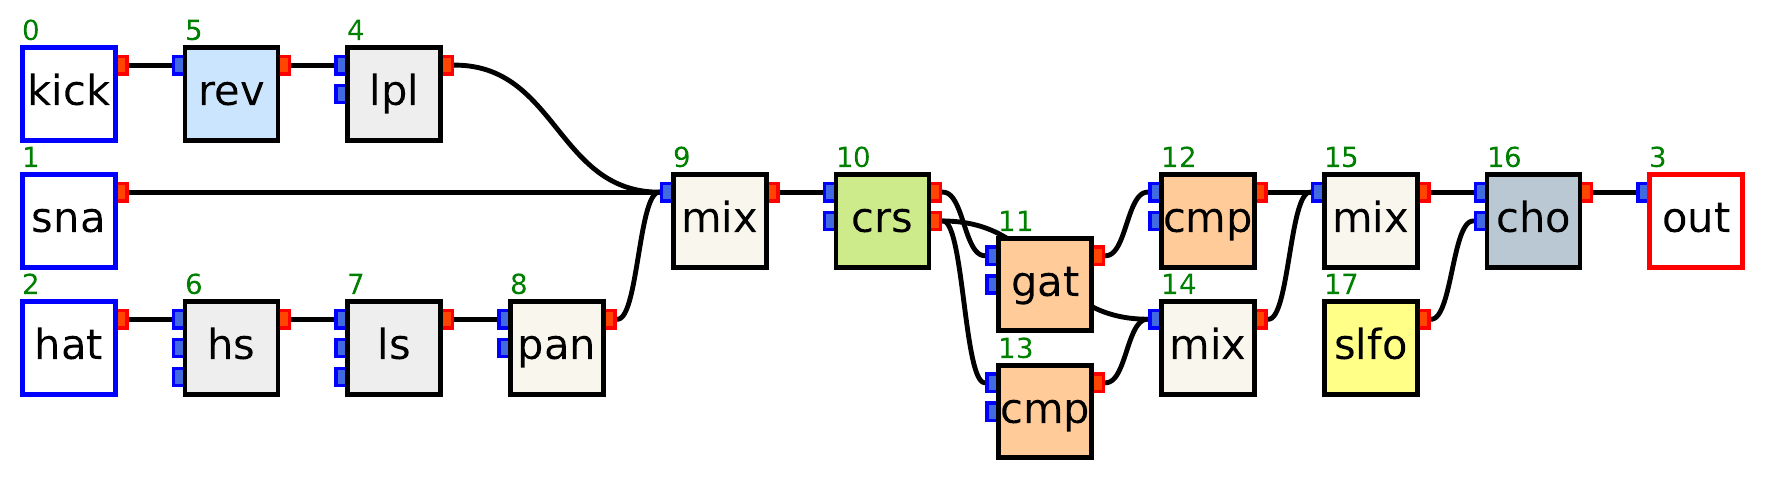 0
kick
5
rev
4
lpl
1
sna
2
hat
6
hs
7
ls
8
pan
9
mix
10
crs
11
gat
13
cmp
12
cmp
14
mix
15
mix
17
slfo
16
cho
3
out